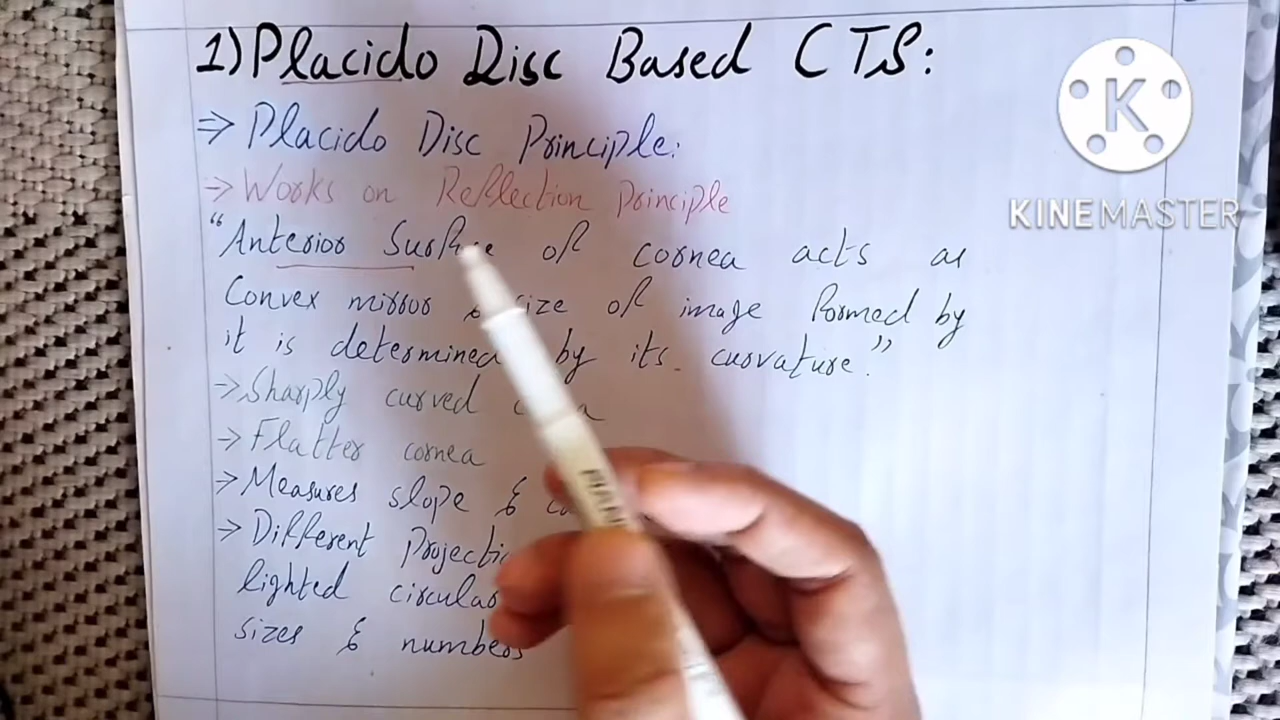 1) Placido Disc Based CTS:
⇒ Placido Disc Principle:
→ Works on Reflection Principle
"Anterior Surface of cornea acts as
Convex mirror & size of image formed by
it is determined by its curvature."
→ Sharply curved
→ Flatter cornea
→ Measures slope &
→ Different
lighted circular
sizes & numbers
K
KINEMASTER